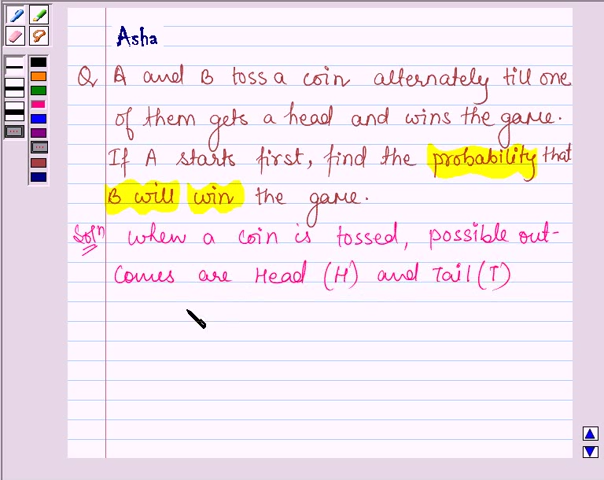 Asha
Q A and B toss a coin alternately till one
of them gets a head and wins the game.
If A starts first, find the probability that
B will win the game.
Soln when a coin is tossed, possible out-
comes are Head (H) and Tail (T)